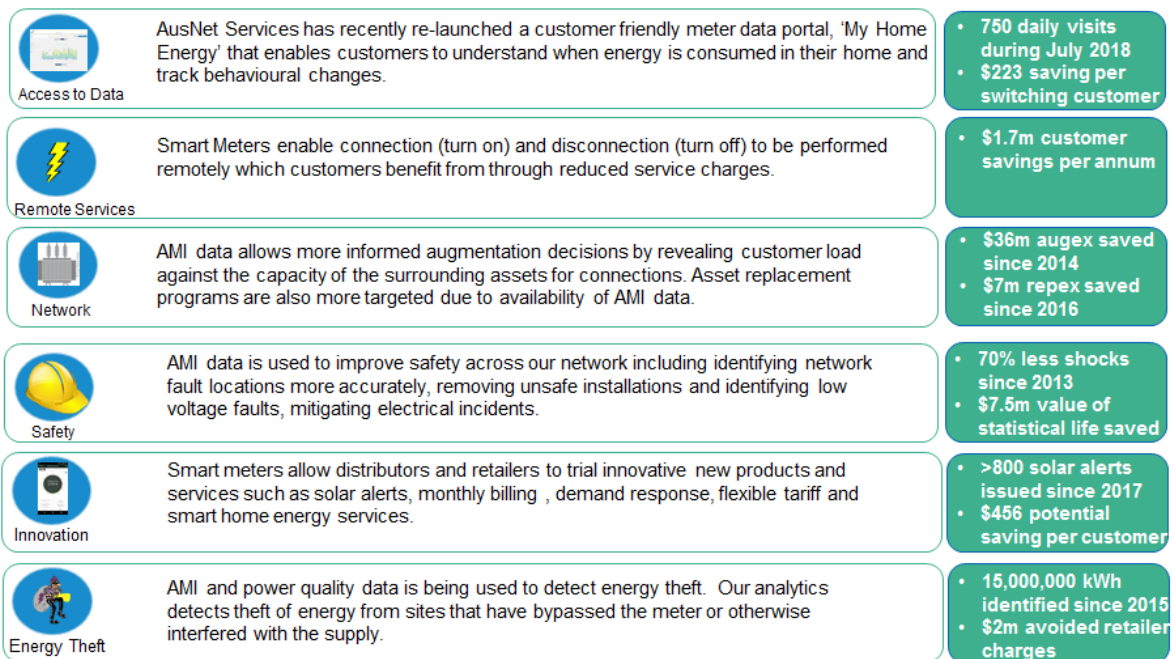 AusNet Services has recently re-launched a customer friendly meter data portal, 'My Home
Energy' that enables customers to understand when energy is consumed in their home and
track behavioural changes.
Access to Data
• 750 daily visits
during July 2018
• $223 saving per
switching customer
Smart Meters enable connection (turn on) and disconnection (turn off) to be performed
remotely which customers benefit from through reduced service charges.
Remote Services
• $1.7m customer
savings per annum
AMI data allows more informed augmentation decisions by revealing customer load
against the capacity of the surrounding assets for connections. Asset replacement
programs are also more targeted due to availability of AMI data.
Network
• $36m augex saved
since 2014
• $7m repex saved
since 2016
AMI data is used to improve safety across our network including identifying network
fault locations more accurately, removing unsafe installations and identifying low
voltage faults, mitigating electrical incidents.
Safety
• 70% less shocks
since 2013
• $7.5m value of
statistical life saved
Smart meters allow distributors and retailers to trial innovative new products and
services such as solar alerts, monthly billing , demand response, flexible tariff and
smart home energy services.
Innovation
• >800 solar alerts
issued since 2017
• $456 potential
saving per customer
AMI and power quality data is being used to detect energy theft. Our analytics
detects theft of energy from sites that have bypassed the meter or otherwise
interfered with the supply.
Energy Theft
• 15,000,000 kWh
identified since 2015
• $2m avoided retailer
charges